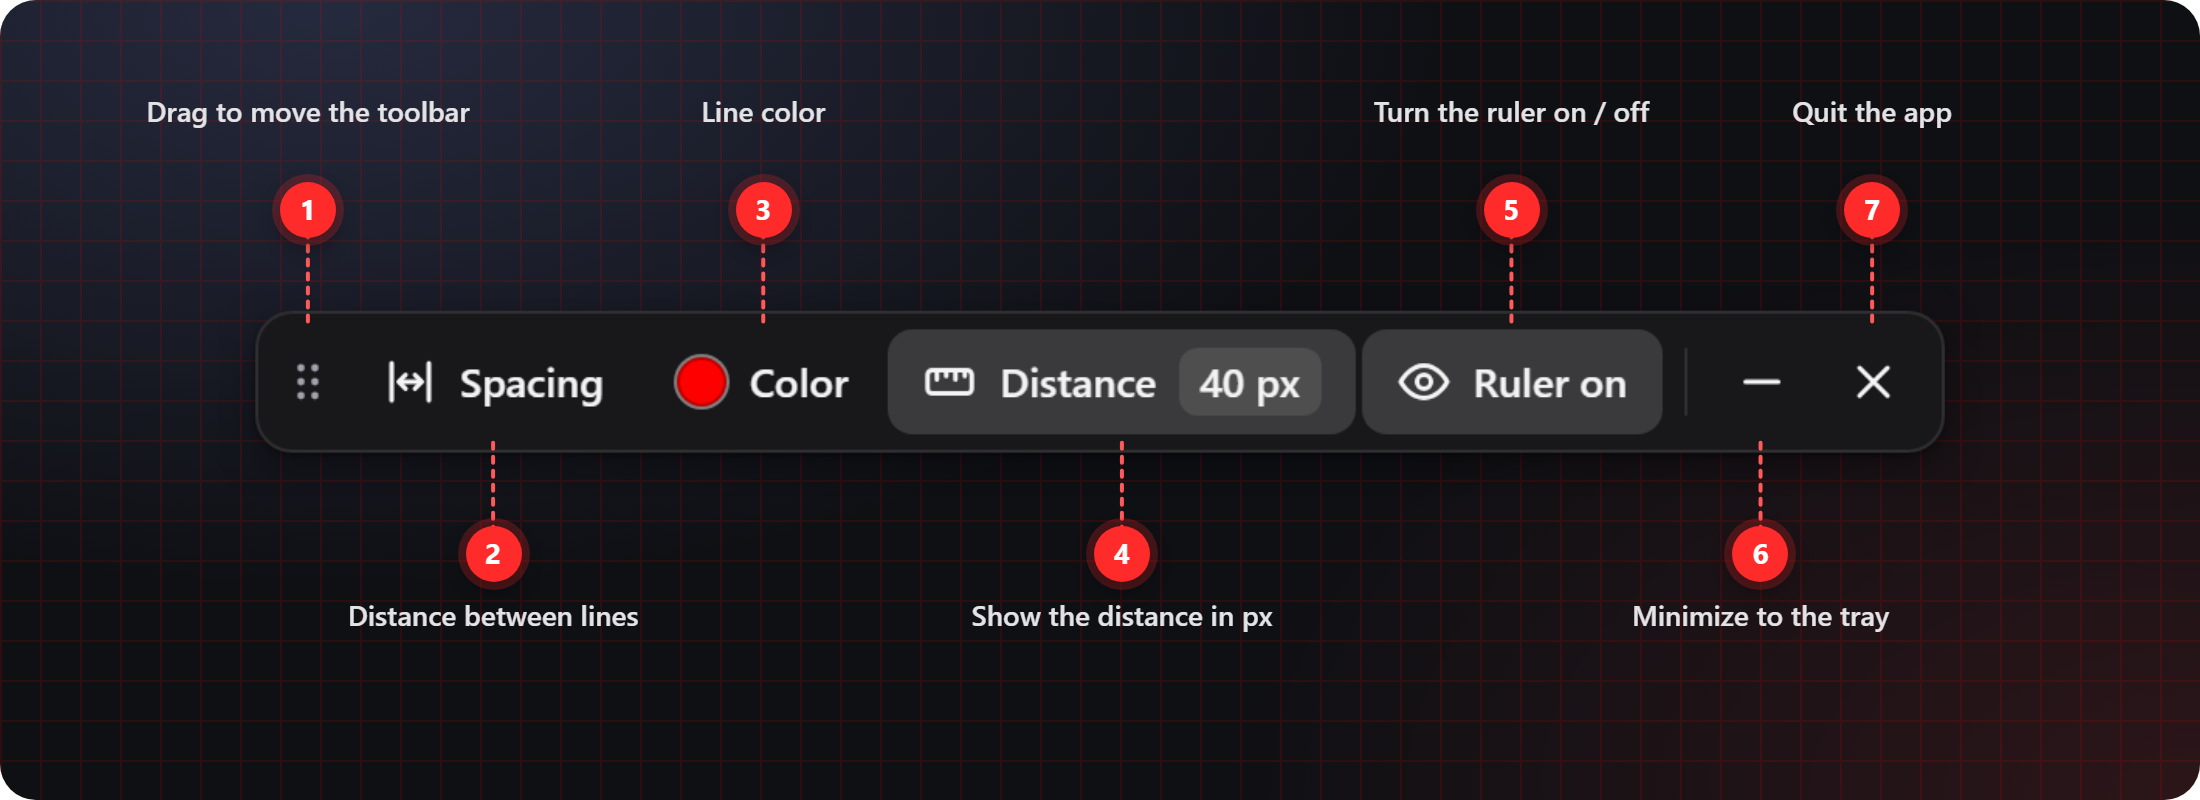 Drag to move the toolbar
Line color
Turn the ruler on / off
Quit the app
1
3
5
7
Spacing
Color
Distance
40 px
Ruler on
2
4
6
Distance between lines
Show the distance in px
Minimize to the tray